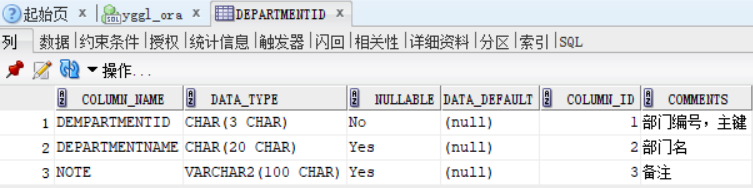 起始页 x yggl_ora x DEPARTMENTID x
列 数据 约束条件 授权 统计信息 触发器 闪回 相关性 详细资料 分区 索引 SQL
操作...
COLUMN_NAME DATA_TYPE NULLABLE DATA_DEFAULT COLUMN_ID COMMENTS
1 DEMPARTMENTID CHAR(3 CHAR) No (null) 1 部门编号，主键
2 DEPARTMENTNAME CHAR(20 CHAR) Yes (null) 2 部门名
3 NOTE VARCHAR2(100 CHAR) Yes (null) 3 备注